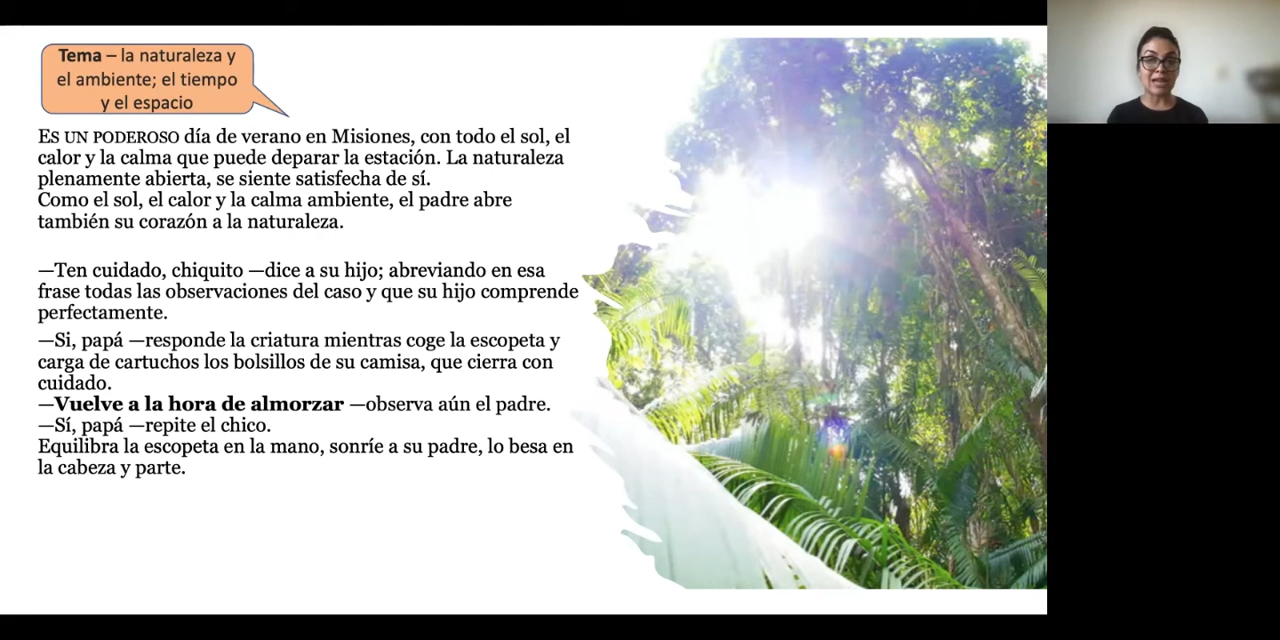 Tema – la naturaleza y
el ambiente; el tiempo
y el espacio
ES UN PODEROSO día de verano en Misiones, con todo el sol, el
calor y la calma que puede deparar la estación. La naturaleza
plenamente abierta, se siente satisfecha de sí.
Como el sol, el calor y la calma ambiente, el padre abre
también su corazón a la naturaleza.
—Ten cuidado, chiquito —dice a su hijo; abreviando en esa
frase todas las observaciones del caso y que su hijo comprende
perfectamente.
—Si, papá —responde la criatura mientras coge la escopeta y
carga de cartuchos los bolsillos de su camisa, que cierra con
cuidado.
—Vuelve a la hora de almorzar —observa aún el padre.
—Sí, papá —repite el chico.
Equilibra la escopeta en la mano, sonríe a su padre, lo besa en
la cabeza y parte.